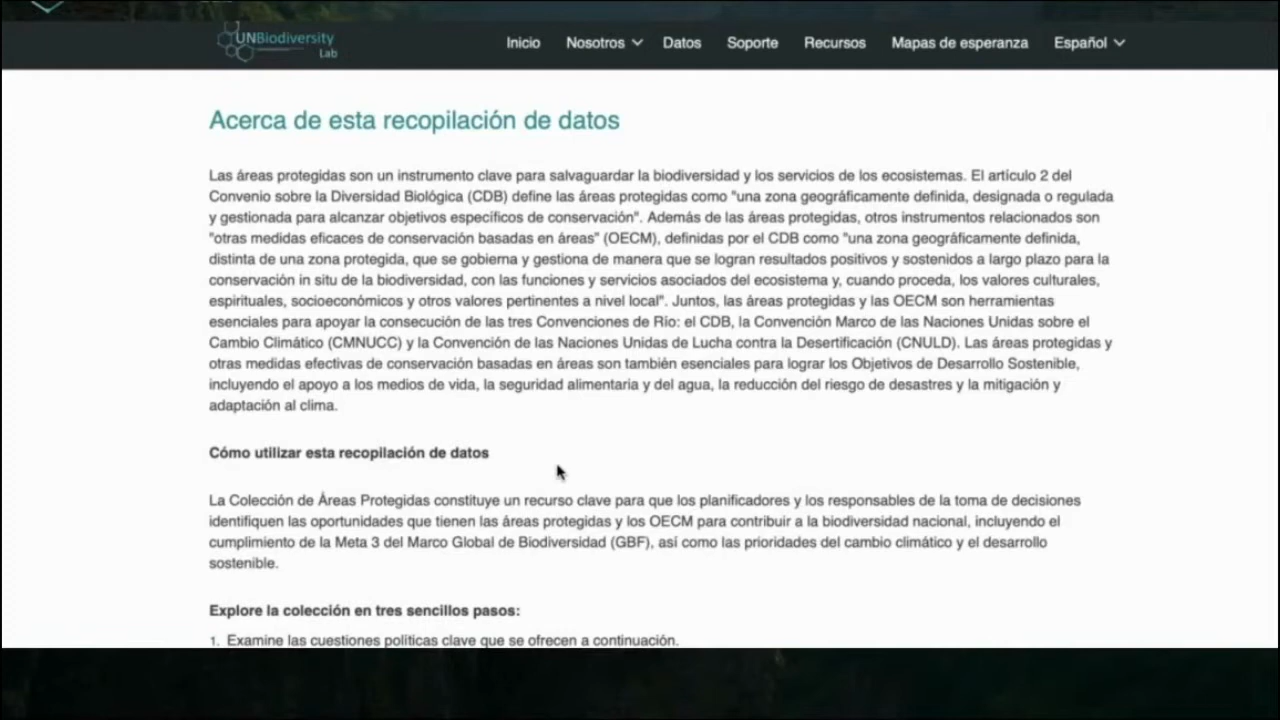 UNBiodiversity
Lab
Inicio Nosotros Datos Soporte Recursos Mapas de esperanza Español
Acerca de esta recopilación de datos
Las áreas protegidas son un instrumento clave para salvaguardar la biodiversidad y los servicios de los ecosistemas. El artículo 2 del
Convenio sobre la Diversidad Biológica (CDB) define las áreas protegidas como "una zona geográficamente definida, designada o regulada
y gestionada para alcanzar objetivos específicos de conservación". Además de las áreas protegidas, otros instrumentos relacionados son
"otras medidas eficaces de conservación basadas en áreas" (OECM), definidas por el CDB como "una zona geográficamente definida,
distinta de una zona protegida, que se gobierna y gestiona de manera que se logran resultados positivos y sostenidos a largo plazo para la
conservación in situ de la biodiversidad, con las funciones y servicios asociados del ecosistema y, cuando proceda, los valores culturales,
espirituales, socioeconómicos y otros valores pertinentes a nivel local". Juntos, las áreas protegidas y las OECM son herramientas
esenciales para apoyar la consecución de las tres Convenciones de Río: el CDB, la Convención Marco de las Naciones Unidas sobre el
Cambio Climático (CMNUCC) y la Convención de las Naciones Unidas de Lucha contra la Desertificación (CNULD). Las áreas protegidas y
otras medidas efectivas de conservación basadas en áreas son también esenciales para lograr los Objetivos de Desarrollo Sostenible,
incluyendo el apoyo a los medios de vida, la seguridad alimentaria y del agua, la reducción del riesgo de desastres y la mitigación y
adaptación al clima.
Cómo utilizar esta recopilación de datos
La Colección de Áreas Protegidas constituye un recurso clave para que los planificadores y los responsables de la toma de decisiones
identifiquen las oportunidades que tienen las áreas protegidas y los OECM para contribuir a la biodiversidad nacional, incluyendo el
cumplimiento de la Meta 3 del Marco Global de Biodiversidad (GBF), así como las prioridades del cambio climático y el desarrollo
sostenible.
Explore la colección en tres sencillos pasos:
1. Examine las cuestiones políticas clave que se ofrecen a continuación.